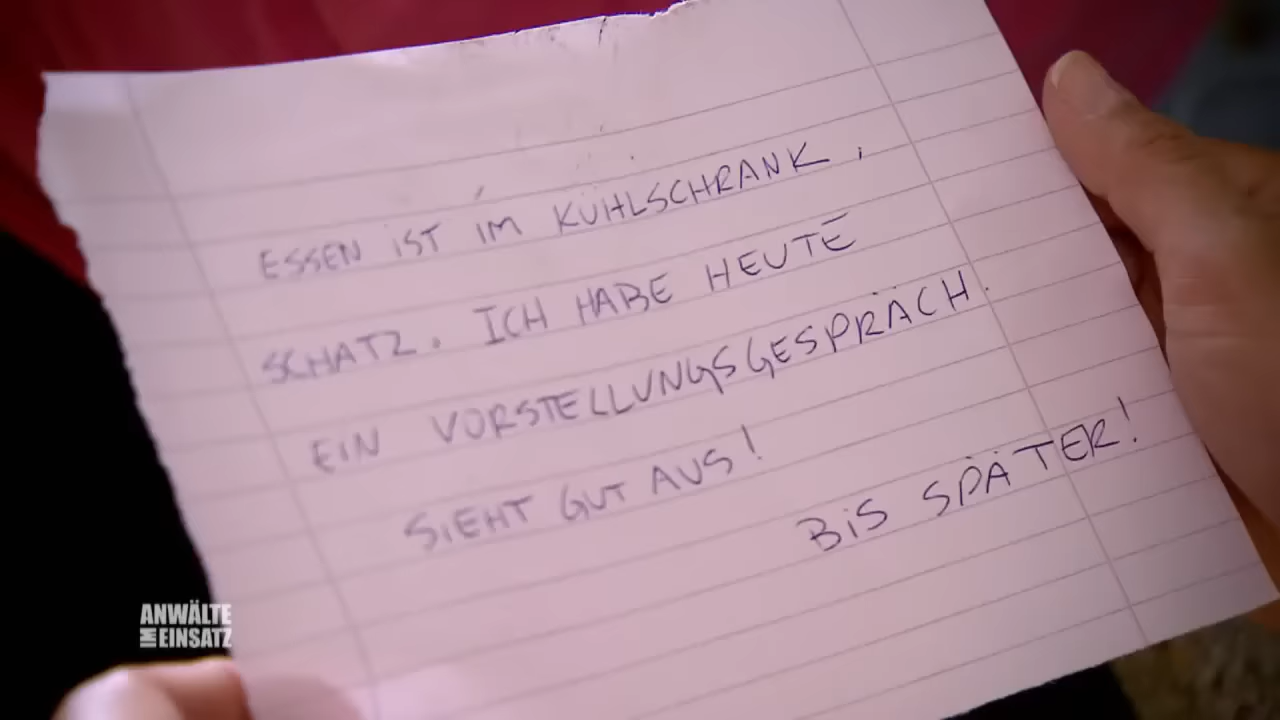 ESSEN IST IM KÜHLSCHRANK,
SCHATZ. ICH HABE HEUTE
EIN VORSTELLUNGSGESPRÄCH.
SIEHT GUT AUS!
BIS SPÄTER!
ANWÄLTE
IM EINSATZ